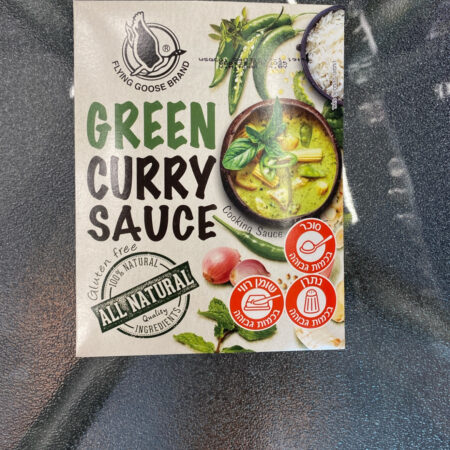 FLYING GOOSE BRAND
®
GREEN
CURRY
SAUCE
Cooking Sauce
Gluten free
100% NATURAL
ALL NATURAL
Quality
INGREDIENTS
סוכר
בכמות גבוהה
שומן רווי
בכמות גבוהה
נתרן
בכמות גבוהה